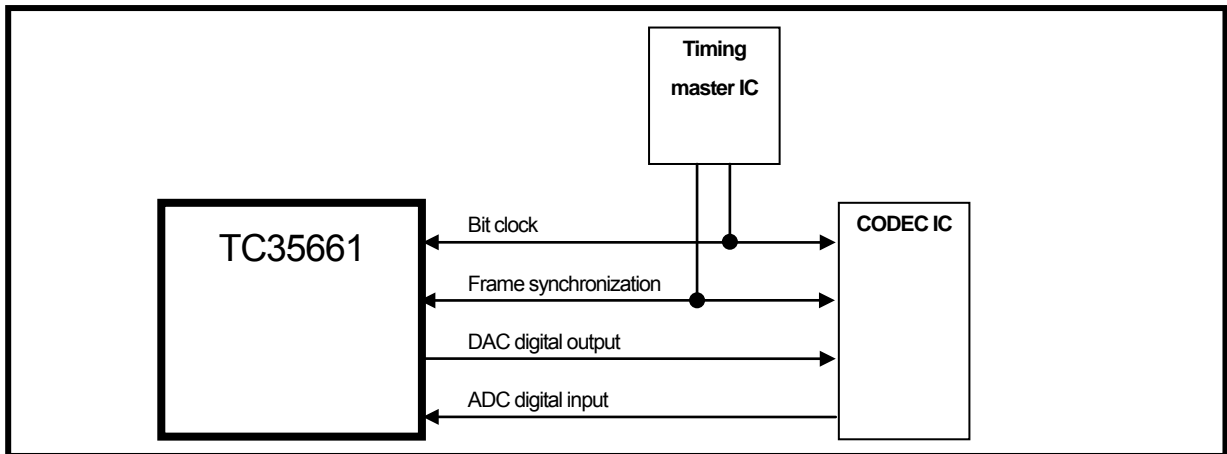 Timing
master IC
TC35661
Bit clock
CODEC IC
Frame synchronization
DAC digital output
ADC digital input